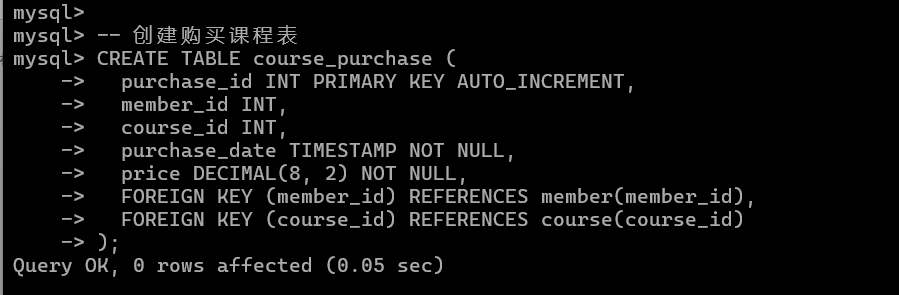 mysql>
mysql> -- 创建购买课程表
mysql> CREATE TABLE course_purchase (
    ->   purchase_id INT PRIMARY KEY AUTO_INCREMENT,
    ->   member_id INT,
    ->   course_id INT,
    ->   purchase_date TIMESTAMP NOT NULL,
    ->   price DECIMAL(8, 2) NOT NULL,
    ->   FOREIGN KEY (member_id) REFERENCES member(member_id),
    ->   FOREIGN KEY (course_id) REFERENCES course(course_id)
    -> );
Query OK, 0 rows affected (0.05 sec)